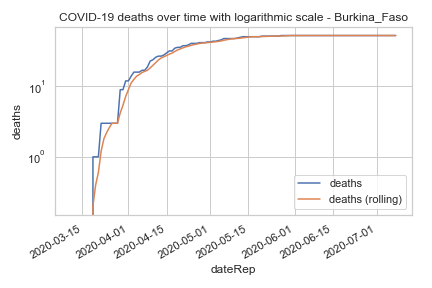 COVID-19 deaths over time with logarithmic scale - Burkina_Faso
deaths
10¹
10⁰
deaths
deaths (rolling)
2020-03-15
2020-04-01
2020-04-15
2020-05-01
2020-05-15
2020-06-01
2020-06-15
2020-07-01
dateRep